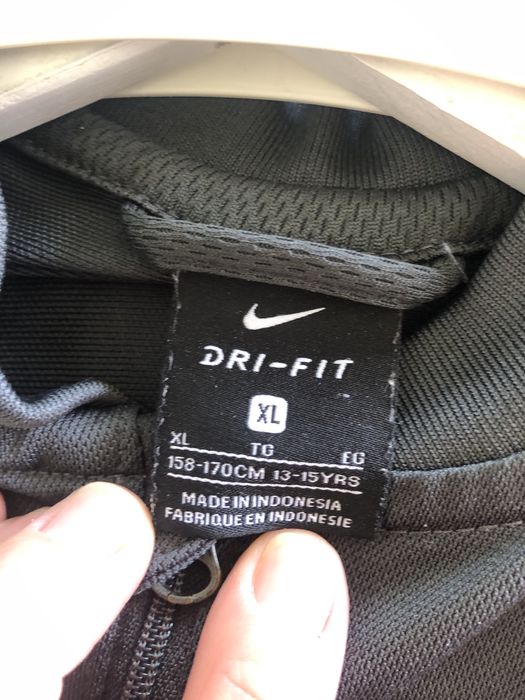 DRI-FIT
XL
XL TG EG
158-170CM 13-15YRS
MADE IN INDONESIA
FABRIQUE EN INDONESIE